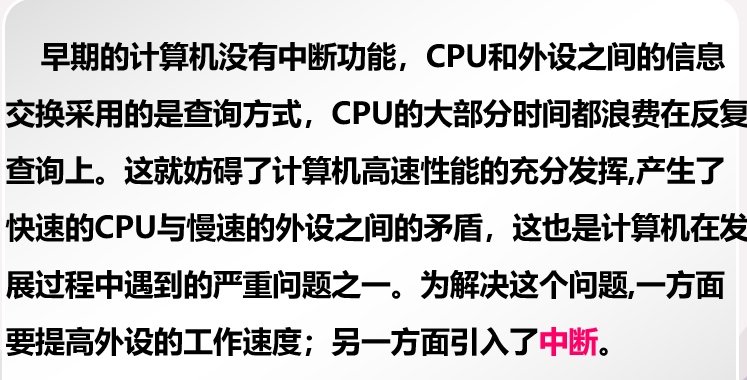 早期的计算机没有中断功能，CPU和外设之间的信息
交换采用的是查询方式，CPU的大部分时间都浪费在反复
查询上。这就妨碍了计算机高速性能的充分发挥,产生了
快速的CPU与慢速的外设之间的矛盾，这也是计算机在发
展过程中遇到的严重问题之一。为解决这个问题,一方面
要提高外设的工作速度；另一方面引入了中断。